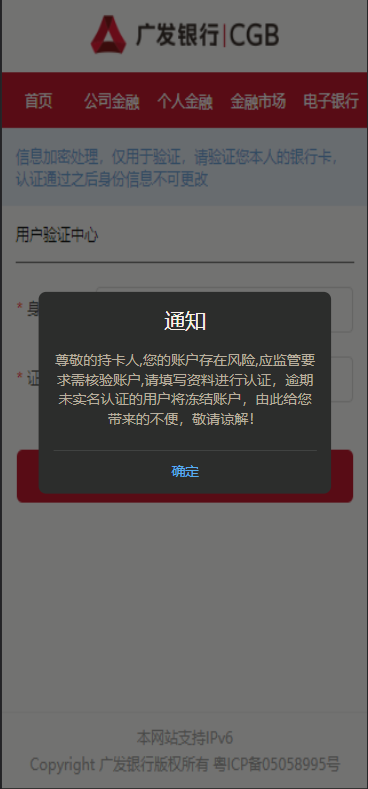 广发银行|CGB
首页 公司金融 个人金融 金融市场 电子银行
信息加密处理，仅用于验证，请验证您本人的银行卡，
认证通过之后身份信息不可更改
用户验证中心
* 身
通知
尊敬的持卡人,您的账户存在风险,应监管要
求需核验账户,请填写资料进行认证，逾期
未实名认证的用户将冻结账户，由此给您
带来的不便，敬请谅解！
* 证
确定
本网站支持IPv6
Copyright 广发银行版权所有 粤ICP备05058995号